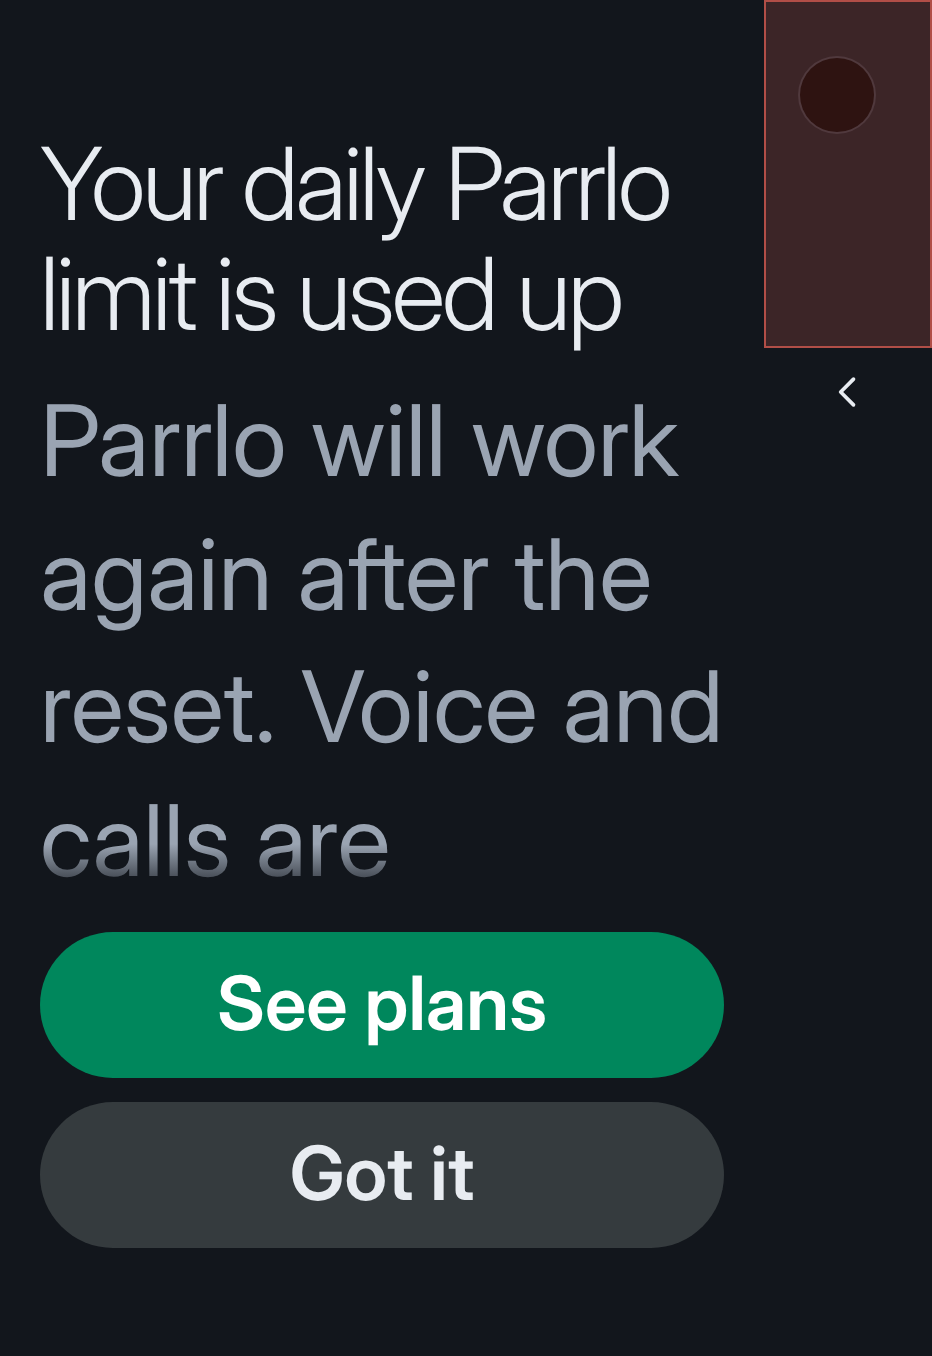 Your daily Parrlo
limit is used up
Parrlo will work
again after the
reset. Voice and
calls are
See plans
Got it